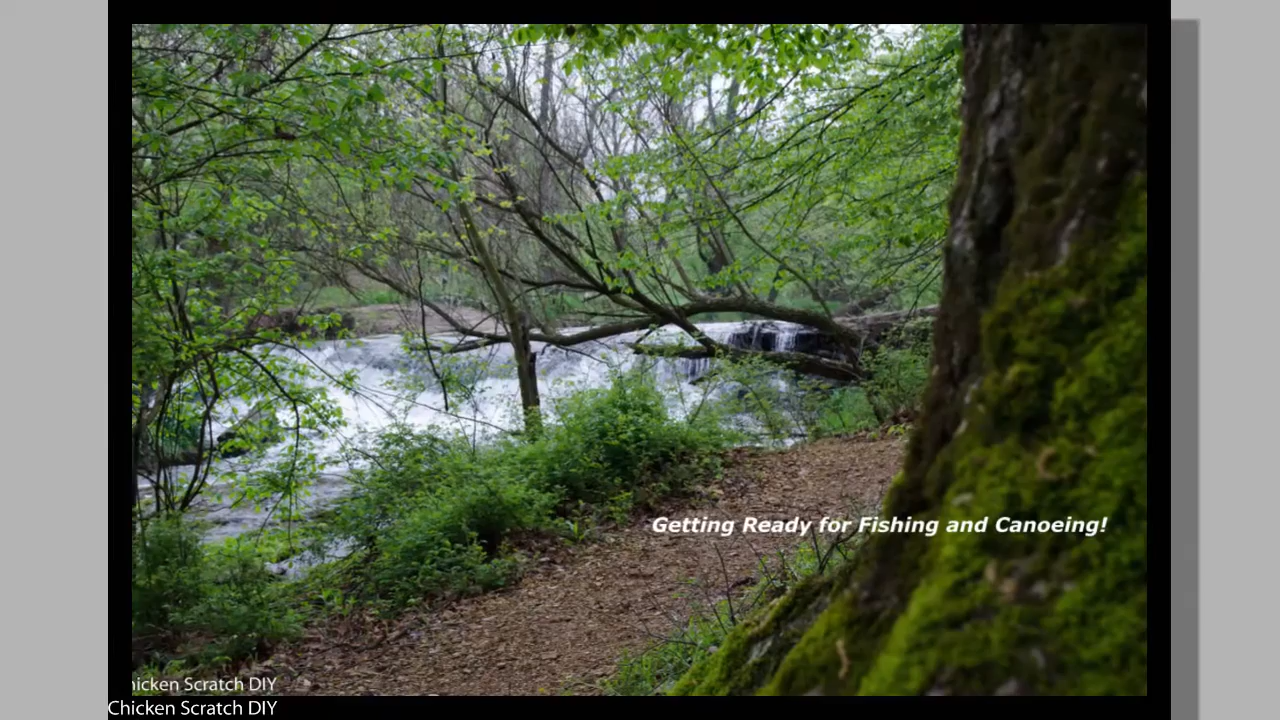 Getting Ready for Fishing and Canoeing!
hicken Scratch DIY
Chicken Scratch DIY